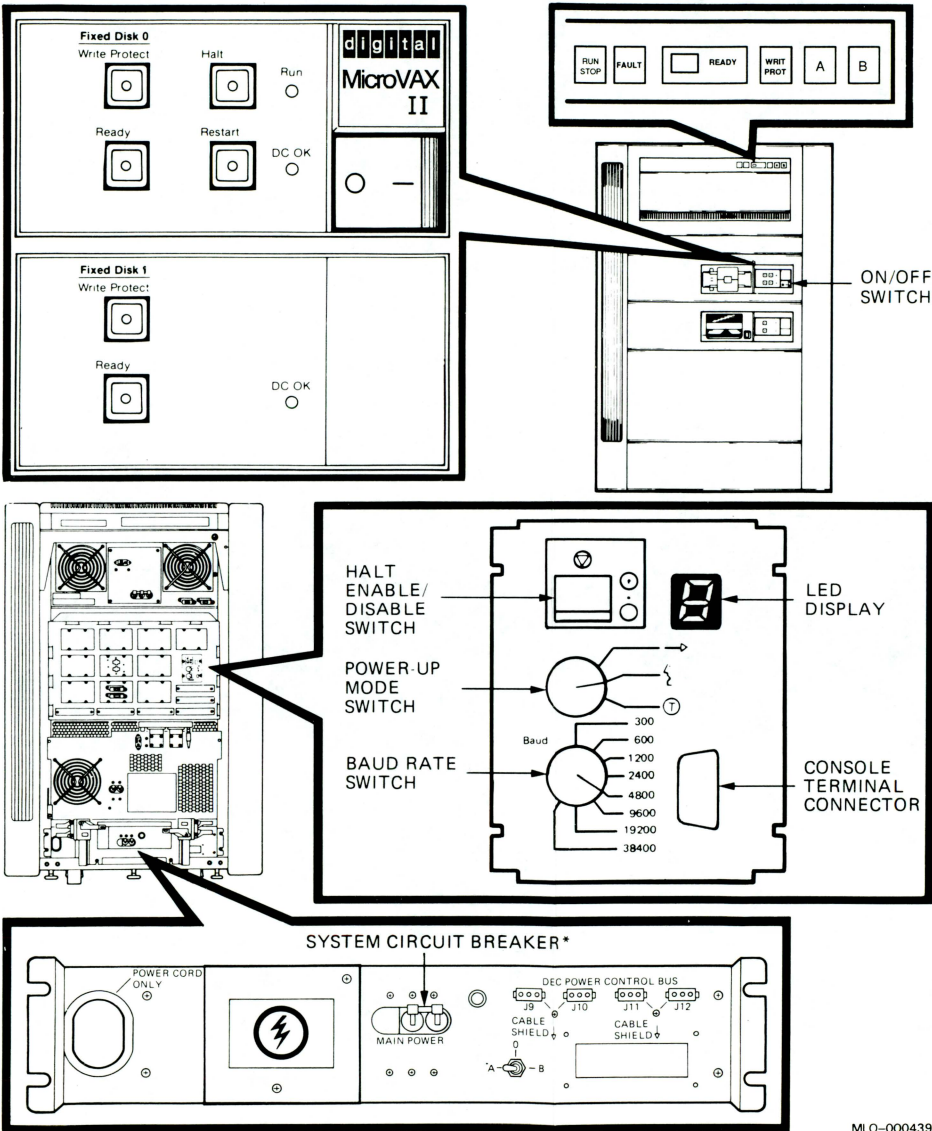 Fixed Disk 0
Write Protect
Halt
Run
Ready
Restart
DC OK
digital
MicroVAX
II
Fixed Disk 1
Write Protect
Ready
DC OK
RUN
STOP
FAULT
READY
WRIT
PROT
A
B
ON/OFF
SWITCH
HALT
ENABLE/
DISABLE
SWITCH
POWER-UP
MODE
SWITCH
BAUD RATE
SWITCH
T
Baud
300
600
1200
2400
4800
9600
19200
38400
LED
DISPLAY
CONSOLE
TERMINAL
CONNECTOR
SYSTEM CIRCUIT BREAKER*
POWER CORD
ONLY
MAIN POWER
DEC POWER CONTROL BUS
J9
J10
J11
J12
CABLE
SHIELD
CABLE
SHIELD
0
A
B
MLO-000439